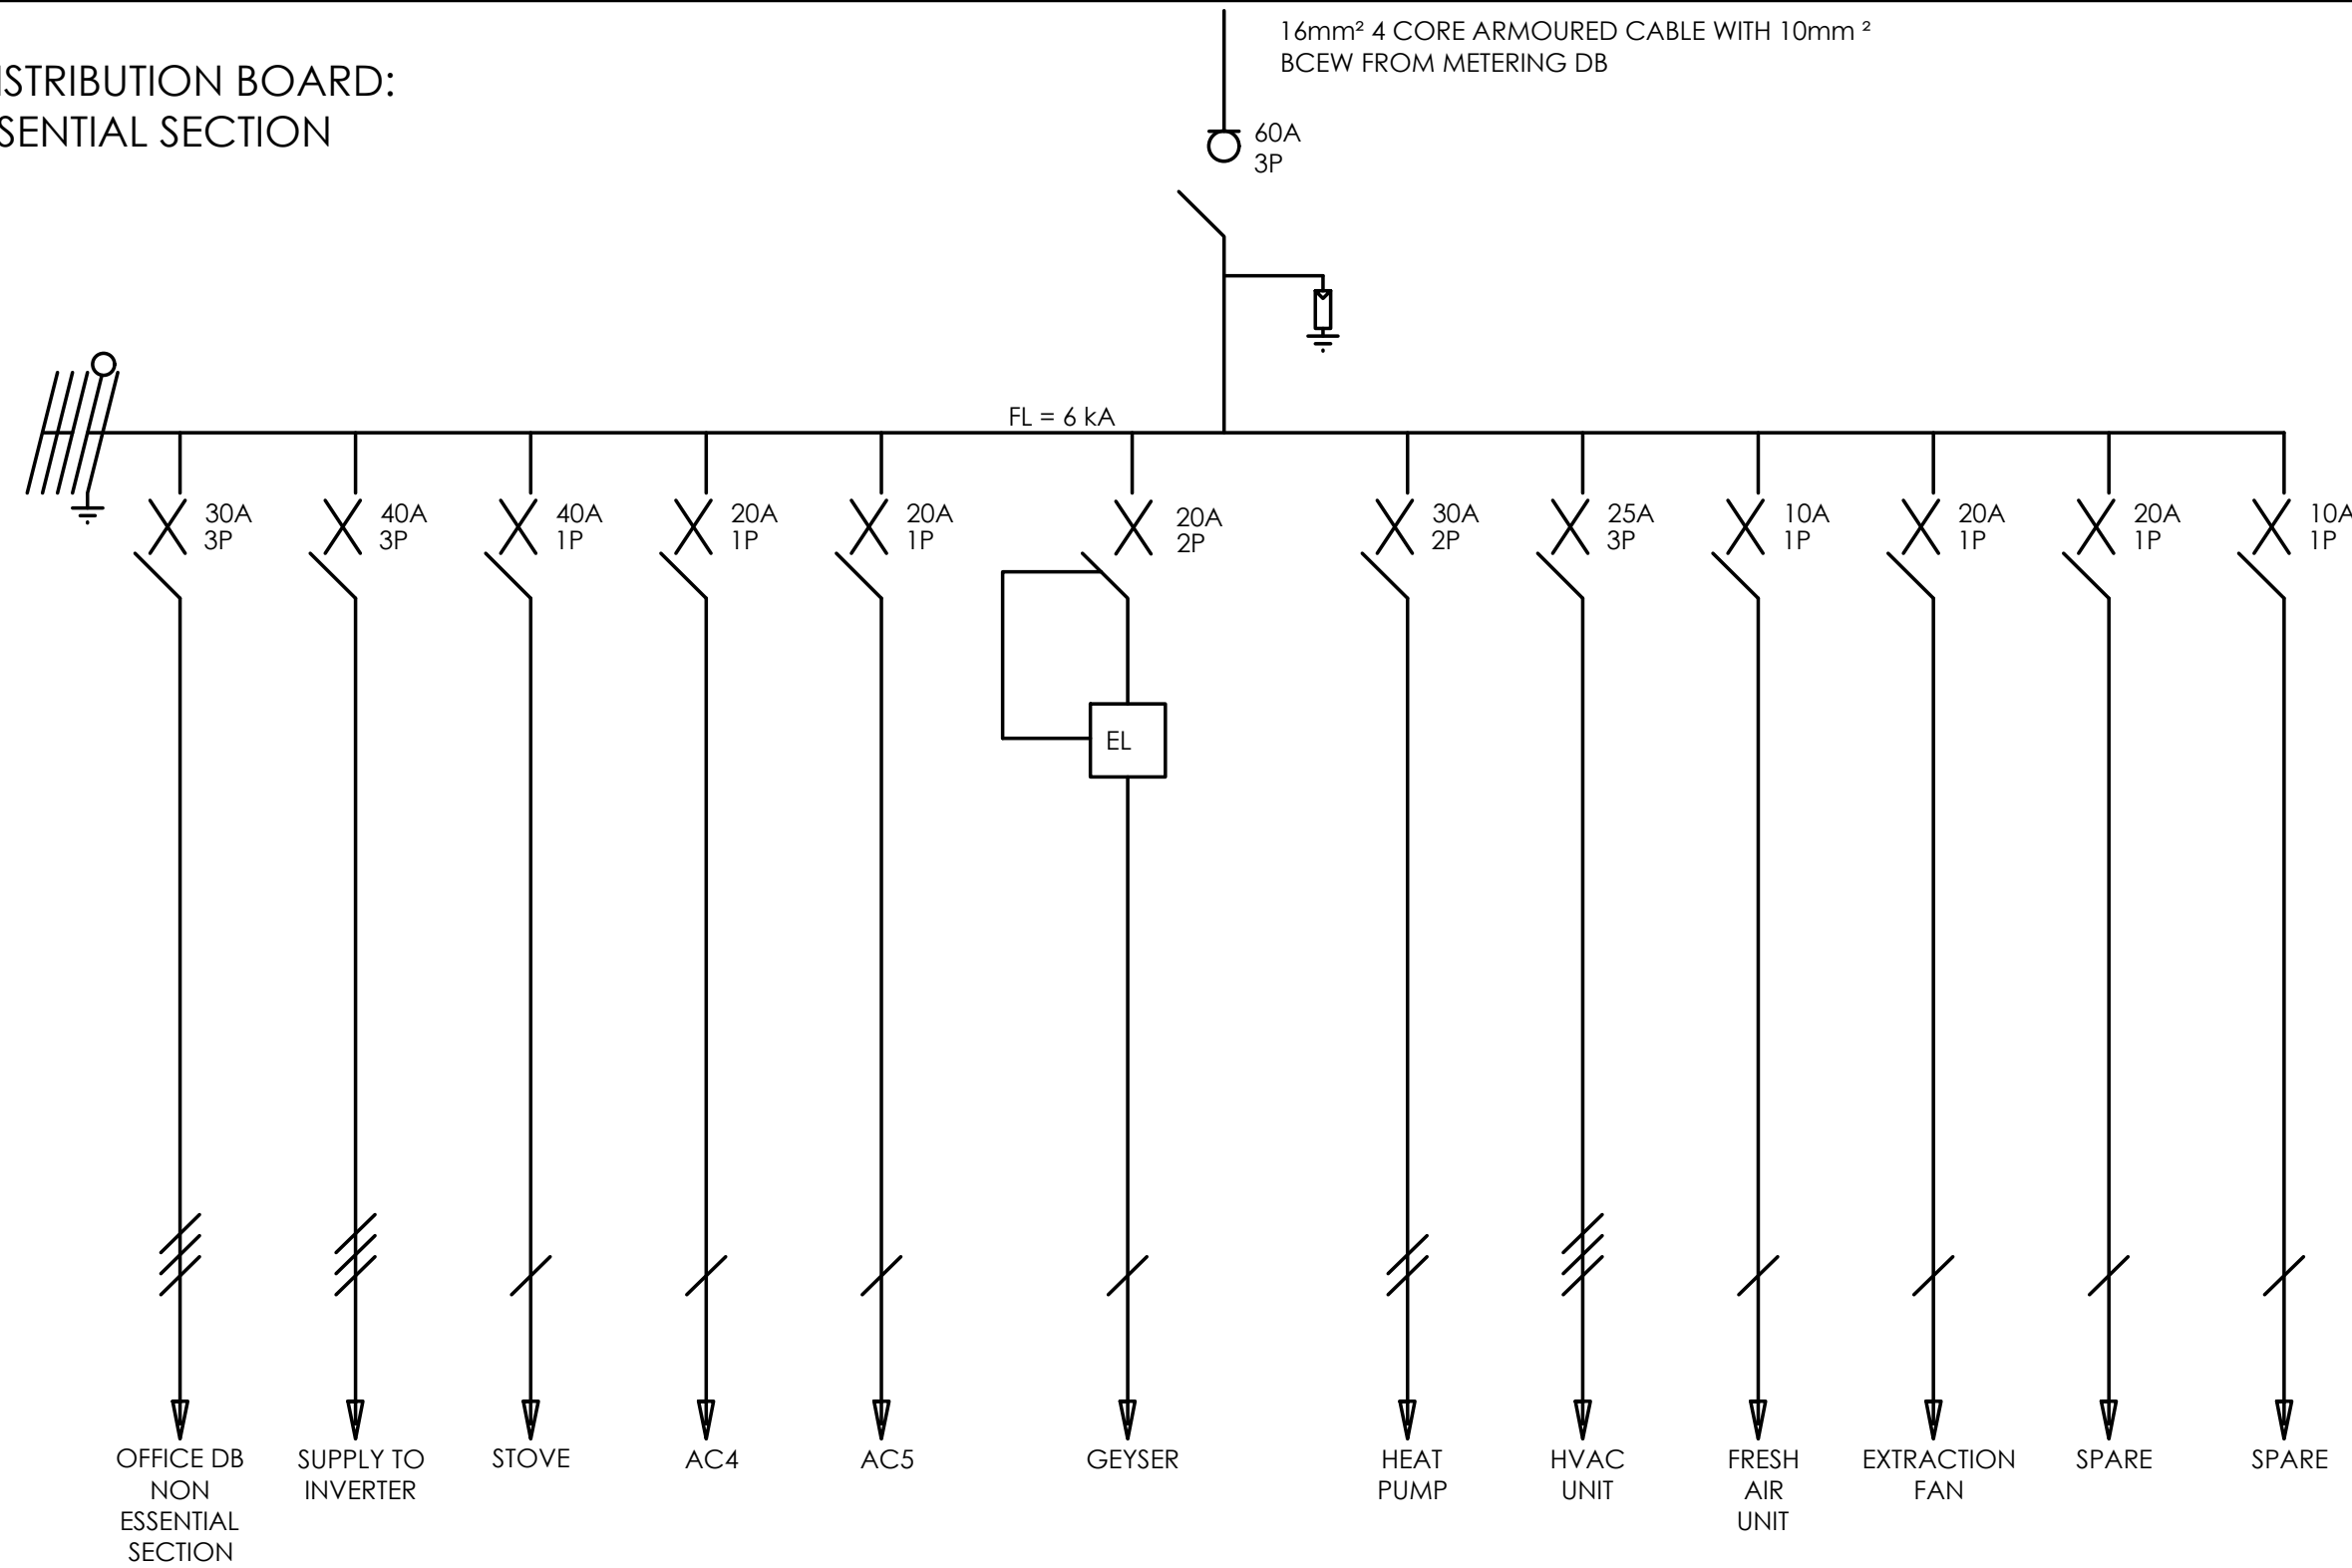 16mm² 4 CORE ARMOURED CABLE WITH 10mm ²
BCEW FROM METERING DB
STRIBUTION BOARD:
SENTIAL SECTION
60A
3P
FL = 6 kA
30A
3P
40A
3P
40A
1P
20A
1P
20A
1P
20A
2P
30A
2P
25A
3P
10A
1P
20A
1P
20A
1P
10A
1P
EL
OFFICE DB
NON
ESSENTIAL
SECTION
SUPPLY TO
INVERTER
STOVE
AC4
AC5
GEYSER
HEAT
PUMP
HVAC
UNIT
FRESH
AIR
UNIT
EXTRACTION
FAN
SPARE
SPARE